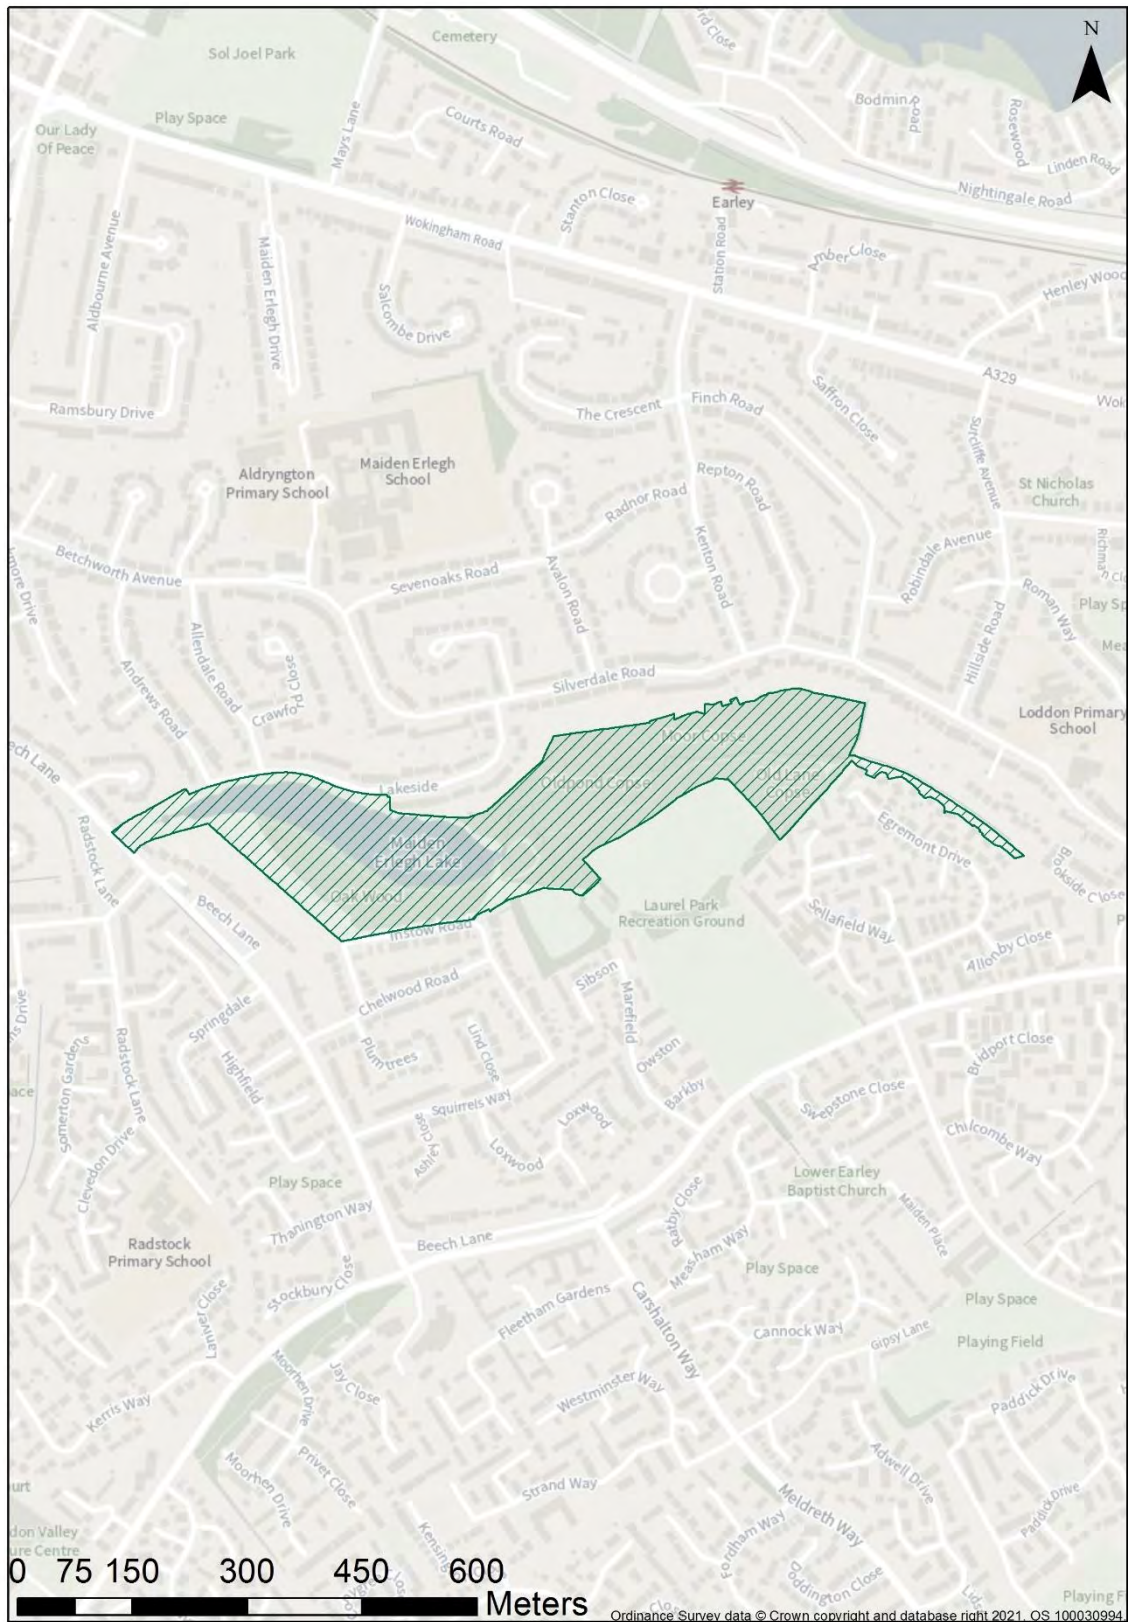 N
Cemetery
Sol Joel Park
Play Space
Our Lady
Of Peace
Mays Lane
Courts Road
Bodmin Road
Rosewood
Linden Road
Nightingale Road
Earley
Stanton Close
Wokingham Road
Station Road
Amber Close
Henley Wood
Aldbourne Avenue
Maiden Erlegh Drive
Salcombe Drive
A329
Ramsbury Drive
The Crescent
Finch Road
Saffron Close
Sutcliffe Avenue
Aldryngton
Primary School
Maiden Erlegh
School
Repton Road
Radnor Road
St Nicholas
Church
Kenton Road
Robindale Avenue
Betchworth Avenue
Sevenoaks Road
Avalon Road
Roman Way
Hillside Road
Allendale Road
Andrews Road
Crawford Close
Silverdale Road
Loddon Primary
School
Moor Copse
Oldpond Copse
Old Lane
Copse
Lakeside
Maiden
Erlegh Lake
Oak Wood
Egremont Drive
Brookside Close
Radstock Lane
Beech Lane
Instow Road
Laurel Park
Recreation Ground
Sellafield Way
Allonby Close
Chelwood Road
Sibson
Marefield
Springdale
Highfield
Plumtrees
Lind Close
Owston
Barkby
Bridport Close
Somerton Gardens
Radstock Lane
Squirrels Way
Ashley Close
Loxwood
Loxwood
Swepstone Close
Chilcombe Way
Clevedon Drive
Play Space
Thanington Way
Lower Earley
Baptist Church
Maiden Place
Radstock
Primary School
Beech Lane
Ratby Close
Measham Way
Play Space
Play Space
Stockbury Close
Laniver Close
Fleetham Gardens
Carshalton Way
Cannock Way
Gipsy Lane
Playing Field
Kerris Way
Moorhen Drive
Jay Close
Westminster Way
Paddick Drive
Moorhen Drive
Privet Close
Strand Way
Adwell Drive
Meldreth Way
Paddick Drive
Fordham Way
Doddington Close
0 75 150 300 450 600
Meters
Ordinance Survey data © Crown copyright and database right 2021. OS 100030994